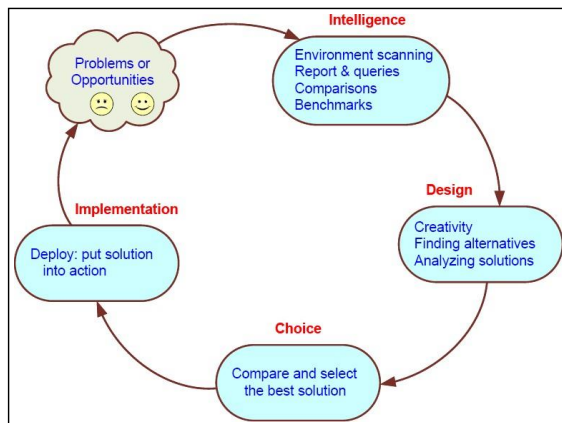 Problems or
Opportunities
Intelligence
Environment scanning
Report & queries
Comparisons
Benchmarks
Design
Creativity
Finding alternatives
Analyzing solutions
Choice
Compare and select
the best solution
Implementation
Deploy: put solution
into action